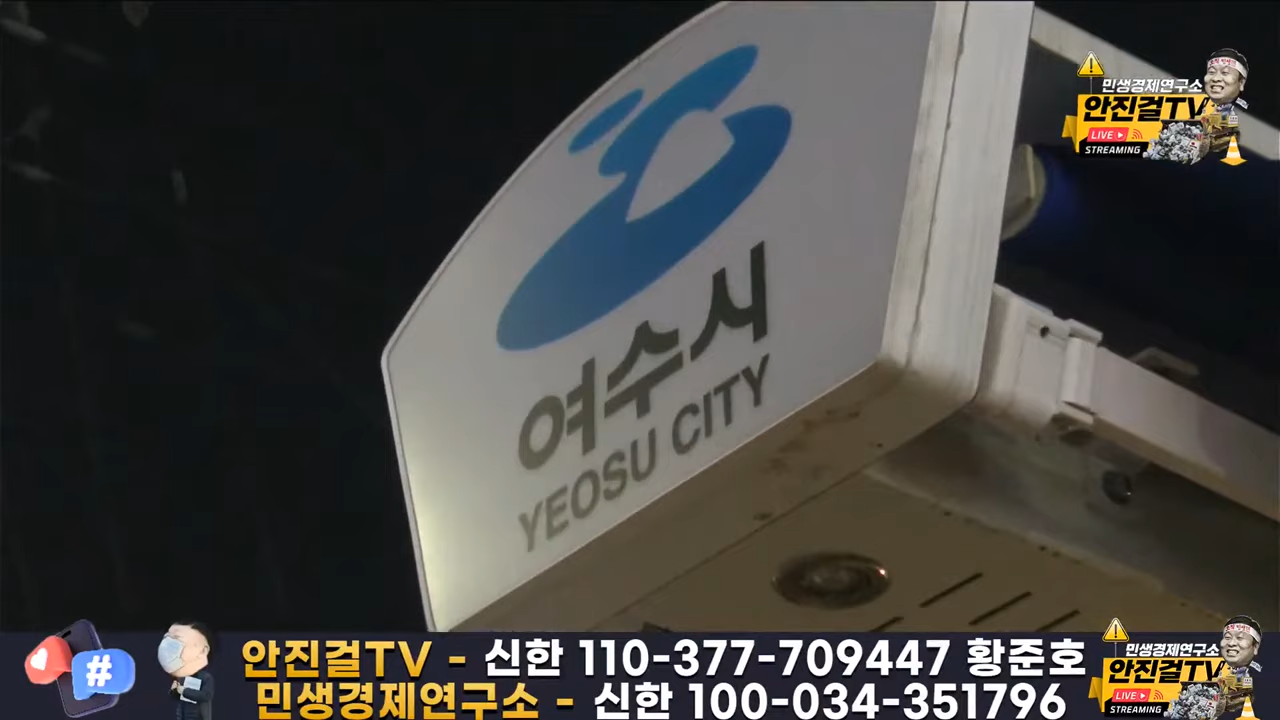 민생경제연구소
안진걸TV
LIVE
STREAMING
여수시
YEOSU CITY
#
안진걸TV - 신한 110-377-709447 황준호
민생경제연구소 - 신한 100-034-351796
민생경제연구소
안진걸TV
LIVE
STREAMING